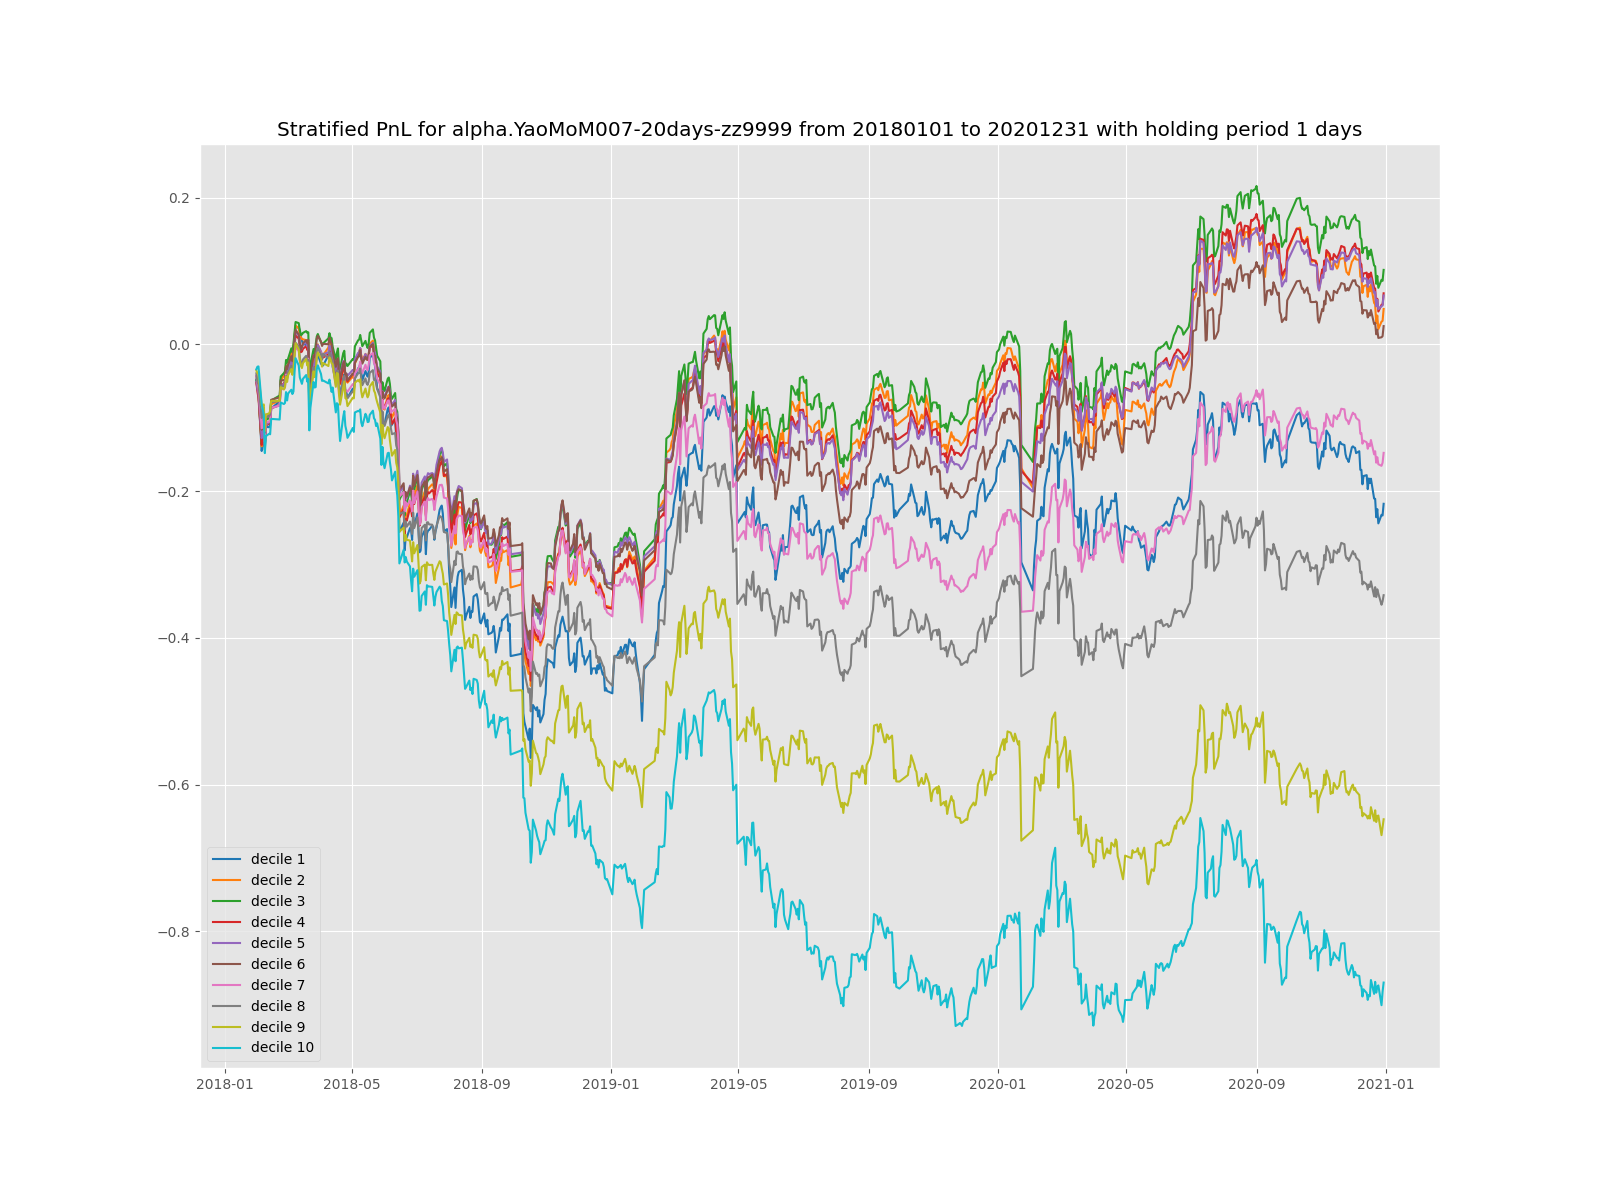 Stratified PnL for alpha.YaoMoM007-20days-zz9999 from 20180101 to 20201231 with holding period 1 days
0.2
0.0
−0.2
−0.4
−0.6
−0.8
decile 1
decile 2
decile 3
decile 4
decile 5
decile 6
decile 7
decile 8
decile 9
decile 10
2018-01 2018-05 2018-09 2019-01 2019-05 2019-09 2020-01 2020-05 2020-09 2021-01